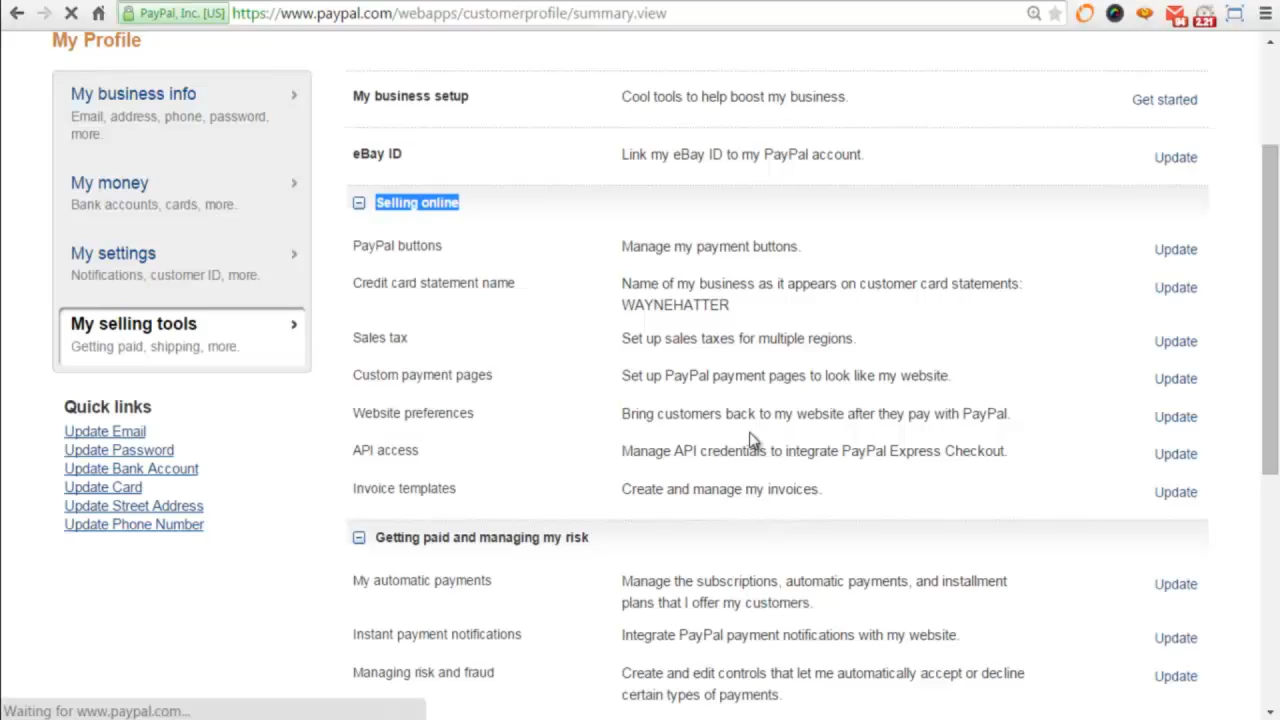 PayPal, Inc. [US]
https://www.paypal.com/webapps/customerprofile/summary.view
94
2.21
My Profile
My business info
Email, address, phone, password,
more.
My money
Bank accounts, cards, more.
My settings
Notifications, customer ID, more.
My selling tools
Getting paid, shipping, more.
Quick links
Update Email
Update Password
Update Bank Account
Update Card
Update Street Address
Update Phone Number
My business setup
Cool tools to help boost my business.
Get started
eBay ID
Link my eBay ID to my PayPal account.
Update
Selling online
PayPal buttons
Manage my payment buttons.
Update
Credit card statement name
Name of my business as it appears on customer card statements:
WAYNEHATTER
Update
Sales tax
Set up sales taxes for multiple regions.
Update
Custom payment pages
Set up PayPal payment pages to look like my website.
Update
Website preferences
Bring customers back to my website after they pay with PayPal.
Update
API access
Manage API credentials to integrate PayPal Express Checkout.
Update
Invoice templates
Create and manage my invoices.
Update
Getting paid and managing my risk
My automatic payments
Manage the subscriptions, automatic payments, and installment
plans that I offer my customers.
Update
Instant payment notifications
Integrate PayPal payment notifications with my website.
Update
Managing risk and fraud
Create and edit controls that let me automatically accept or decline
certain types of payments.
Update
Waiting for www.paypal.com...